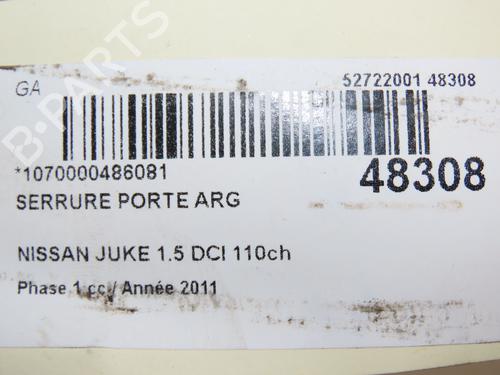 GA
52722001 48308
*1070000486081
48308
SERRURE PORTE ARG
NISSAN JUKE 1.5 DCI 110ch
Phase 1 cc / Année 2011
B-PARTS